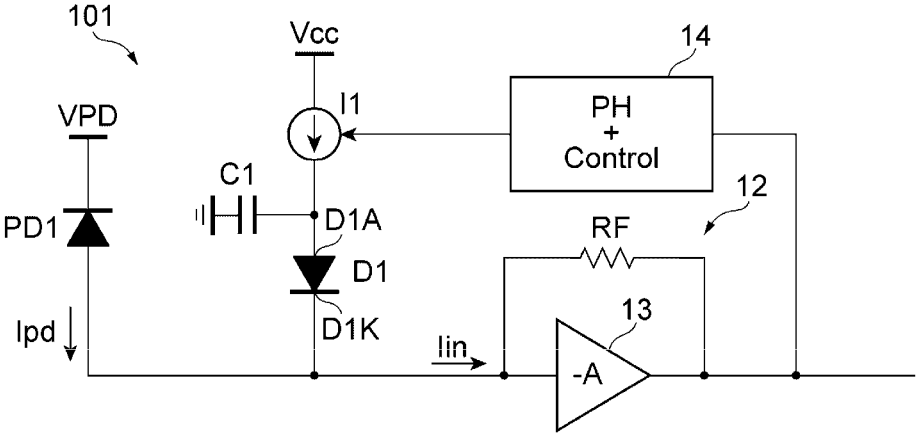 101
Vcc
14
I1
PH
+
Control
VPD
C1
12
PD1
D1A
RF
D1
D1K
Ipd
13
Iin
-A